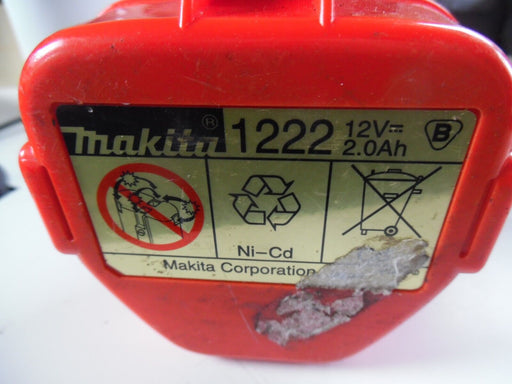 makita® 1222 12V⎓ 2.0Ah B
Ni-Cd
Makita Corporation